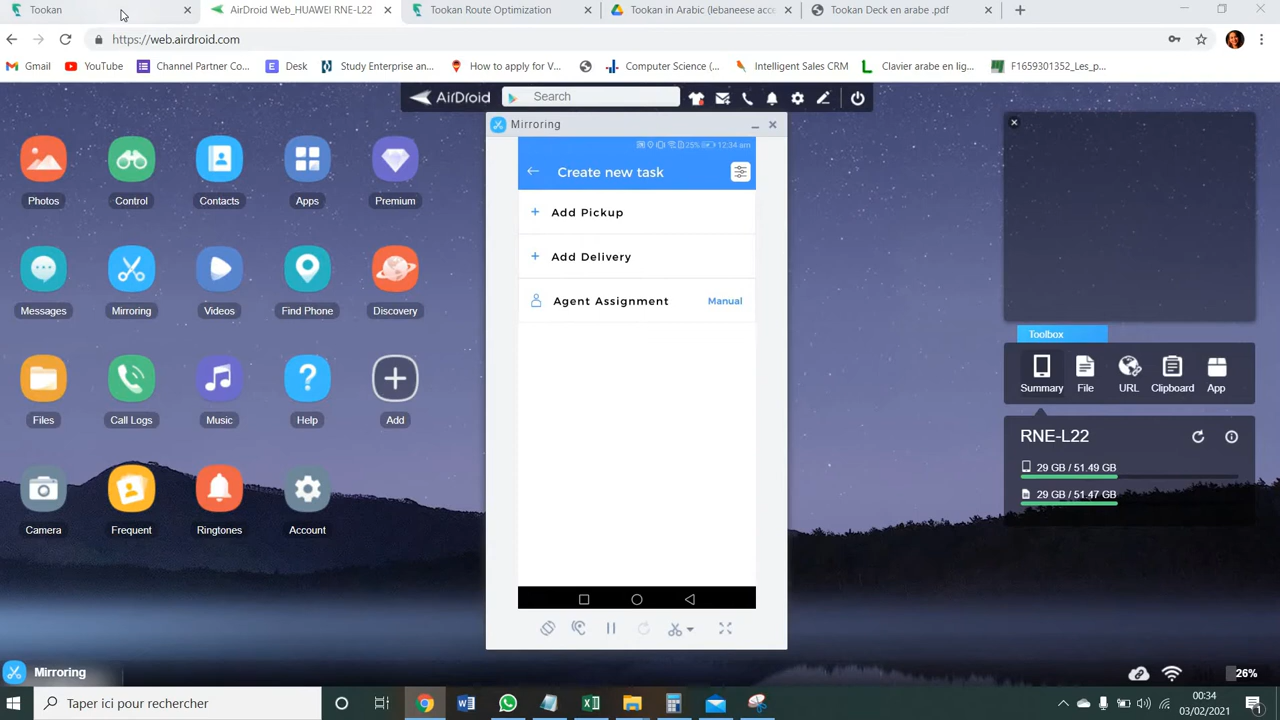 Tookan
AirDroid Web_HUAWEI RNE-L22
Tookan Route Optimization
Tookan in Arabic (lebaneese acc
Tookan Deck en arabe .pdf
https://web.airdroid.com
Gmail
YouTube
Channel Partner Co...
Desk
Study Enterprise an...
How to apply for V...
Computer Science (...
Intelligent Sales CRM
Clavier arabe en lig...
F1659301352_Les_p...
AirDroid
Search
Mirroring
25%
12:34 am
Create new task
Add Pickup
Add Delivery
Agent Assignment
Manual
Photos
Control
Contacts
Apps
Premium
Messages
Mirroring
Videos
Find Phone
Discovery
Files
Call Logs
Music
Help
Add
Camera
Frequent
Ringtones
Account
Toolbox
Summary
File
URL
Clipboard
App
RNE-L22
29 GB / 51.49 GB
29 GB / 51.47 GB
Mirroring
26%
Taper ici pour rechercher
00:34
03/02/2021